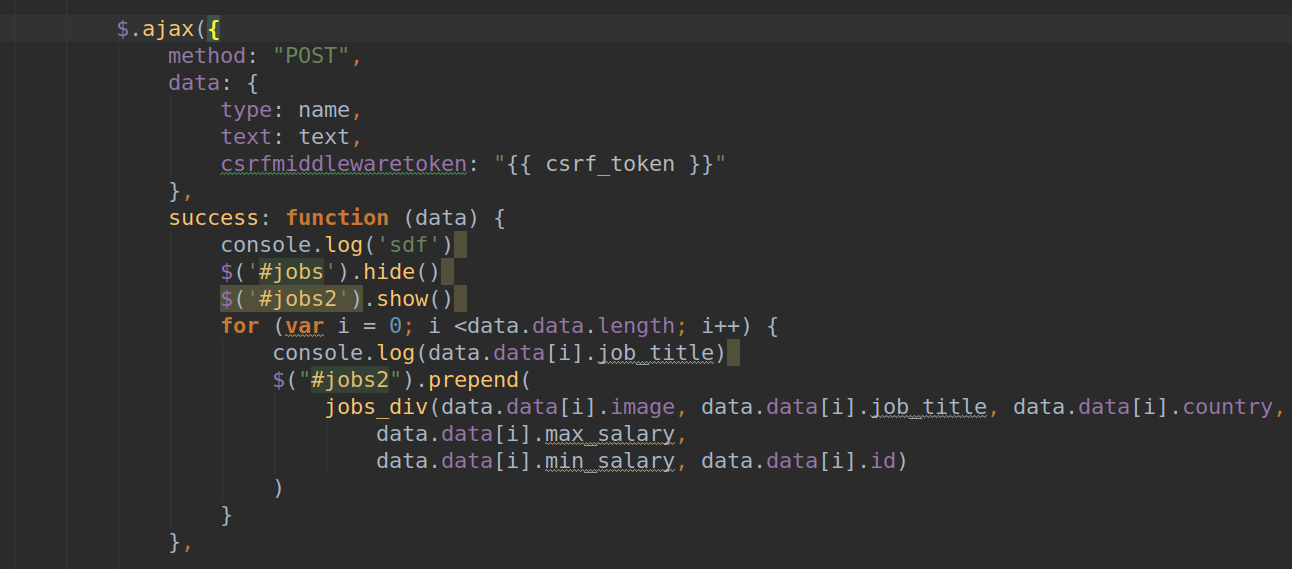 $.ajax({
    method: "POST",
    data: {
        type: name,
        text: text,
        csrfmiddlewaretoken: "{{ csrf_token }}"
    },
    success: function (data) {
        console.log('sdf')
        $('#jobs').hide()
        $('#jobs2').show()
        for (var i = 0; i <data.data.length; i++) {
            console.log(data.data[i].job_title)
            $("#jobs2").prepend(
                jobs_div(data.data[i].image, data.data[i].job_title, data.data[i].country,
                    data.data[i].max_salary,
                    data.data[i].min_salary, data.data[i].id)
            )
        }
    },